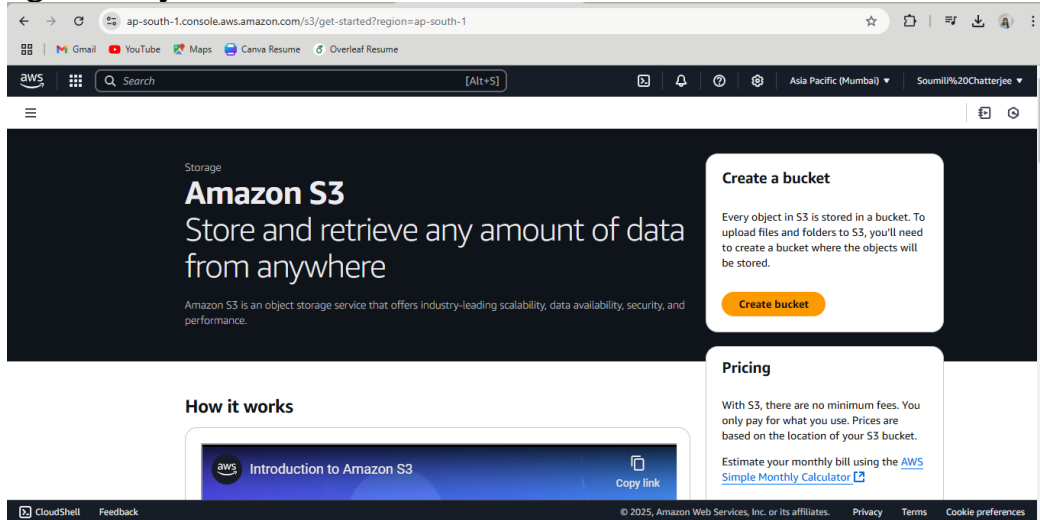 ap-south-1.console.aws.amazon.com/s3/get-started?region=ap-south-1
Gmail YouTube Maps Canva Resume Overleaf Resume
aws Search [Alt+S] Asia Pacific (Mumbai) Soumili%20Chatterjee
Storage
Amazon S3
Store and retrieve any amount of data
from anywhere
Amazon S3 is an object storage service that offers industry-leading scalability, data availability, security, and
performance.
Create a bucket
Every object in S3 is stored in a bucket. To
upload files and folders to S3, you'll need
to create a bucket where the objects will
be stored.
Create bucket
Pricing
With S3, there are no minimum fees. You
only pay for what you use. Prices are
based on the location of your S3 bucket.
Estimate your monthly bill using the AWS
Simple Monthly Calculator
How it works
aws Introduction to Amazon S3
Copy link
CloudShell Feedback © 2025, Amazon Web Services, Inc. or its affiliates. Privacy Terms Cookie preferences